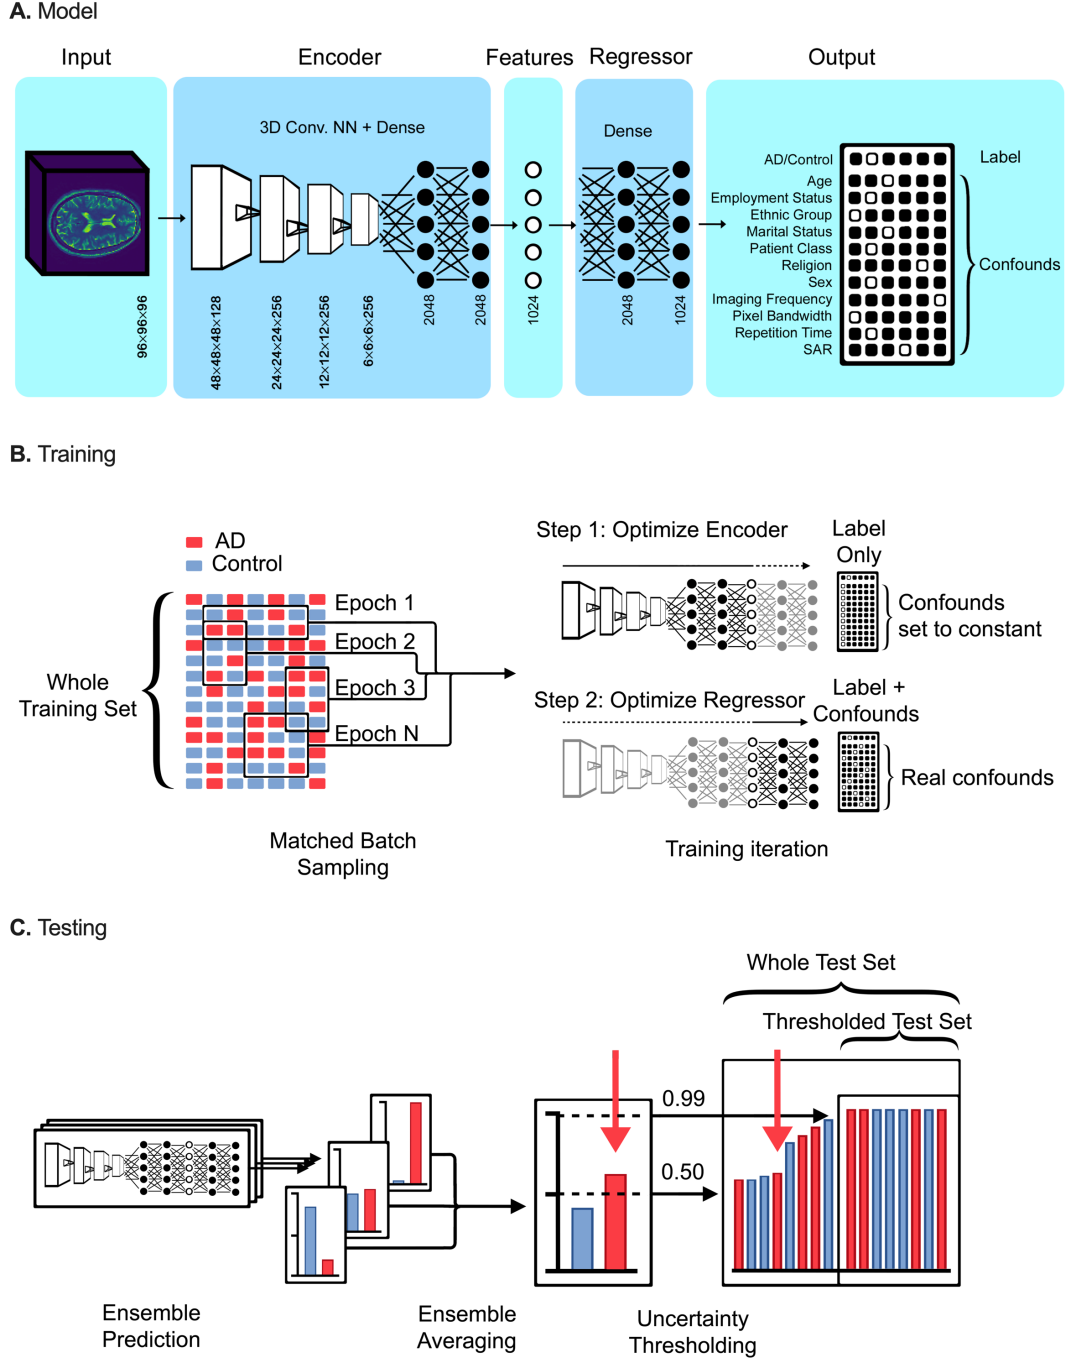 A. Model
Input
Encoder
Features
Regressor
Output
3D Conv. NN + Dense
Dense
96×96×96
48×48×48×128
24×24×24×256
12×12×12×256
6×6×6×256
2048
2048
1024
2048
1024
AD/Control
Age
Employment Status
Ethnic Group
Marital Status
Patient Class
Religion
Sex
Imaging Frequency
Pixel Bandwidth
Repetition Time
SAR
Label
Confounds
B. Training
AD
Control
Whole
Training Set
Epoch 1
Epoch 2
Epoch 3
Epoch N
Matched Batch
Sampling
Step 1: Optimize Encoder
Label
Only
Confounds
set to constant
Step 2: Optimize Regressor
Label +
Confounds
Real confounds
Training iteration
C. Testing
Whole Test Set
Thresholded Test Set
0.99
0.50
Ensemble
Prediction
Ensemble
Averaging
Uncertainty
Thresholding